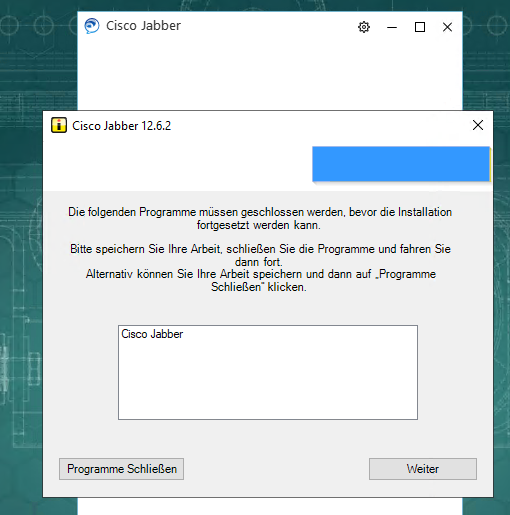 Cisco Jabber
Cisco Jabber 12.6.2
Die folgenden Programme müssen geschlossen werden, bevor die Installation
fortgesetzt werden kann.
Bitte speichern Sie Ihre Arbeit, schließen Sie die Programme und fahren Sie
dann fort.
Alternativ können Sie Ihre Arbeit speichern und dann auf „Programme
Schließen“ klicken.
Cisco Jabber
Programme Schließen
Weiter